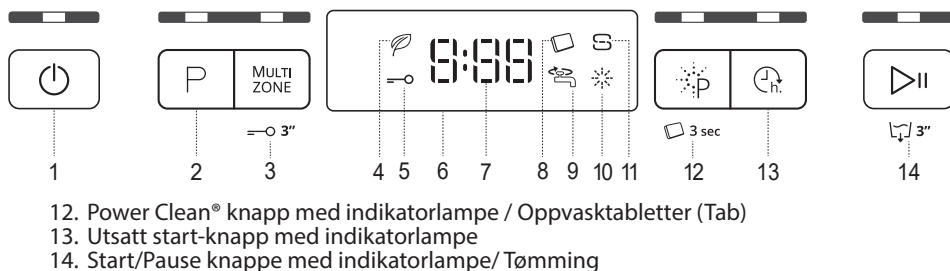 P
MULTI
ZONE
8:88
S
P
h.
3”
3 sec
3”
1 2 3 4 5 6 7 8 9 10 11 12 13 14
12. Power Clean® knapp med indikatorlampe / Oppvasktabletter (Tab)
13. Utsatt start-knapp med indikatorlampe
14. Start/Pause knappe med indikatorlampe/ Tømming